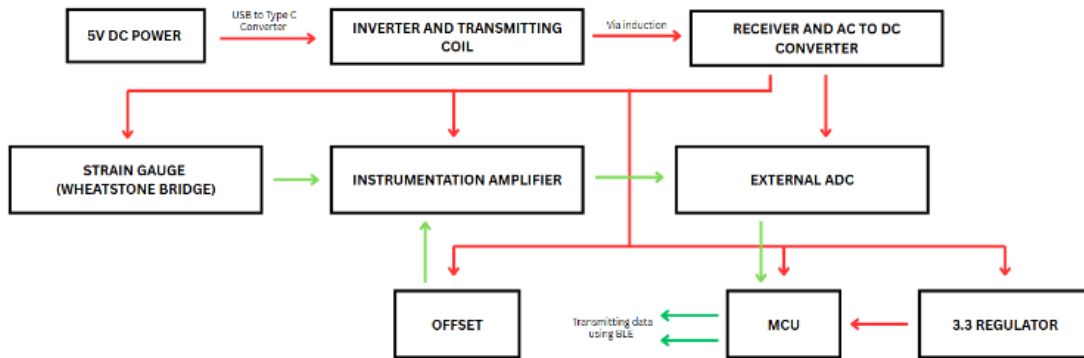 5V DC POWER
USB to Type C
Converter
INVERTER AND TRANSMITTING
COIL
Via induction
RECEIVER AND AC TO DC
CONVERTER
STRAIN GAUGE
(WHEATSTONE BRIDGE)
INSTRUMENTATION AMPLIFIER
EXTERNAL ADC
OFFSET
Transmitting data
using BLE
MCU
3.3 REGULATOR